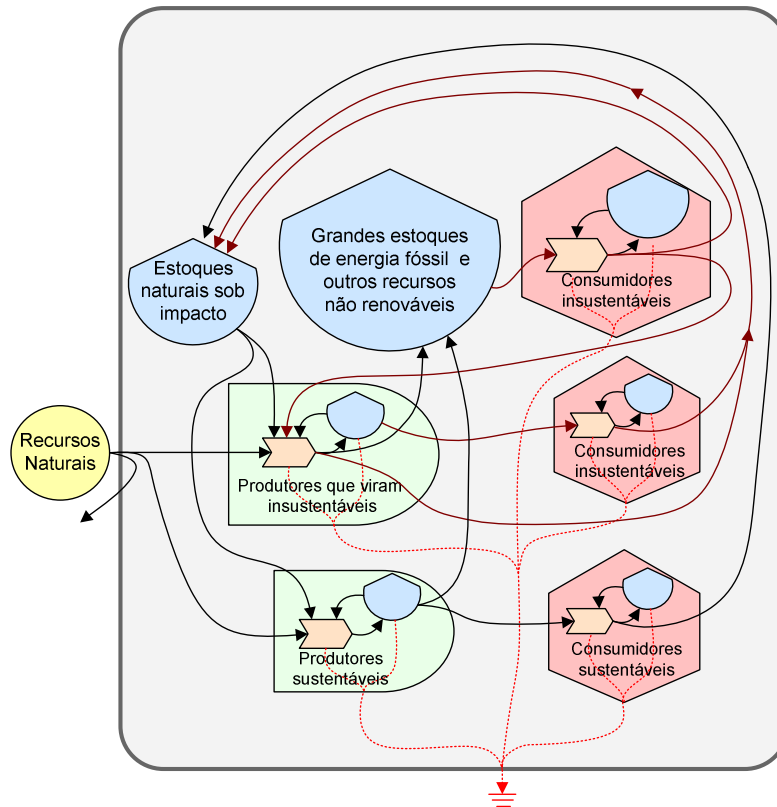 Grandes estoques
de energia fóssil e
outros recursos
não renováveis
Estoques
naturais sob
impacto
Consumidores
insustentáveis
Recursos
Naturais
Produtores que viram
insustentáveis
Consumidores
insustentáveis
Produtores
sustentáveis
Consumidores
sustentáveis